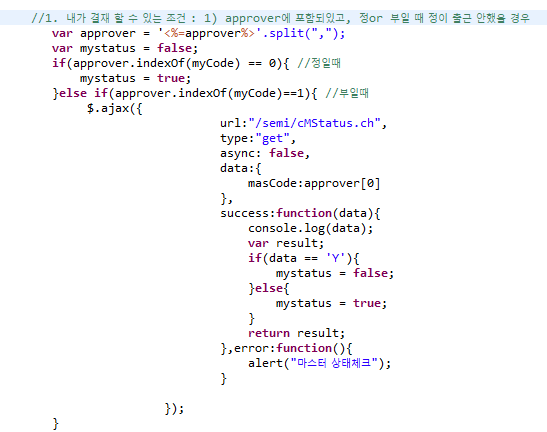 //1. 내가 결재 할 수 있는 조건 : 1) approver에 포함되있고, 정or 부일 때 정이 출근 안했을 경우
var approver = '<%=approver%>'.split(",");
var mystatus = false;
if(approver.indexOf(myCode) == 0){ //정일때
mystatus = true;
}else if(approver.indexOf(myCode)==1){ //부일때
$.ajax({
url:"/semi/cMStatus.ch",
type:"get",
async: false,
data:{
masCode:approver[0]
},
success:function(data){
console.log(data);
var result;
if(data == 'Y'){
mystatus = false;
}else{
mystatus = true;
}
return result;
},error:function(){
alert("마스터 상태체크");
}
});
}